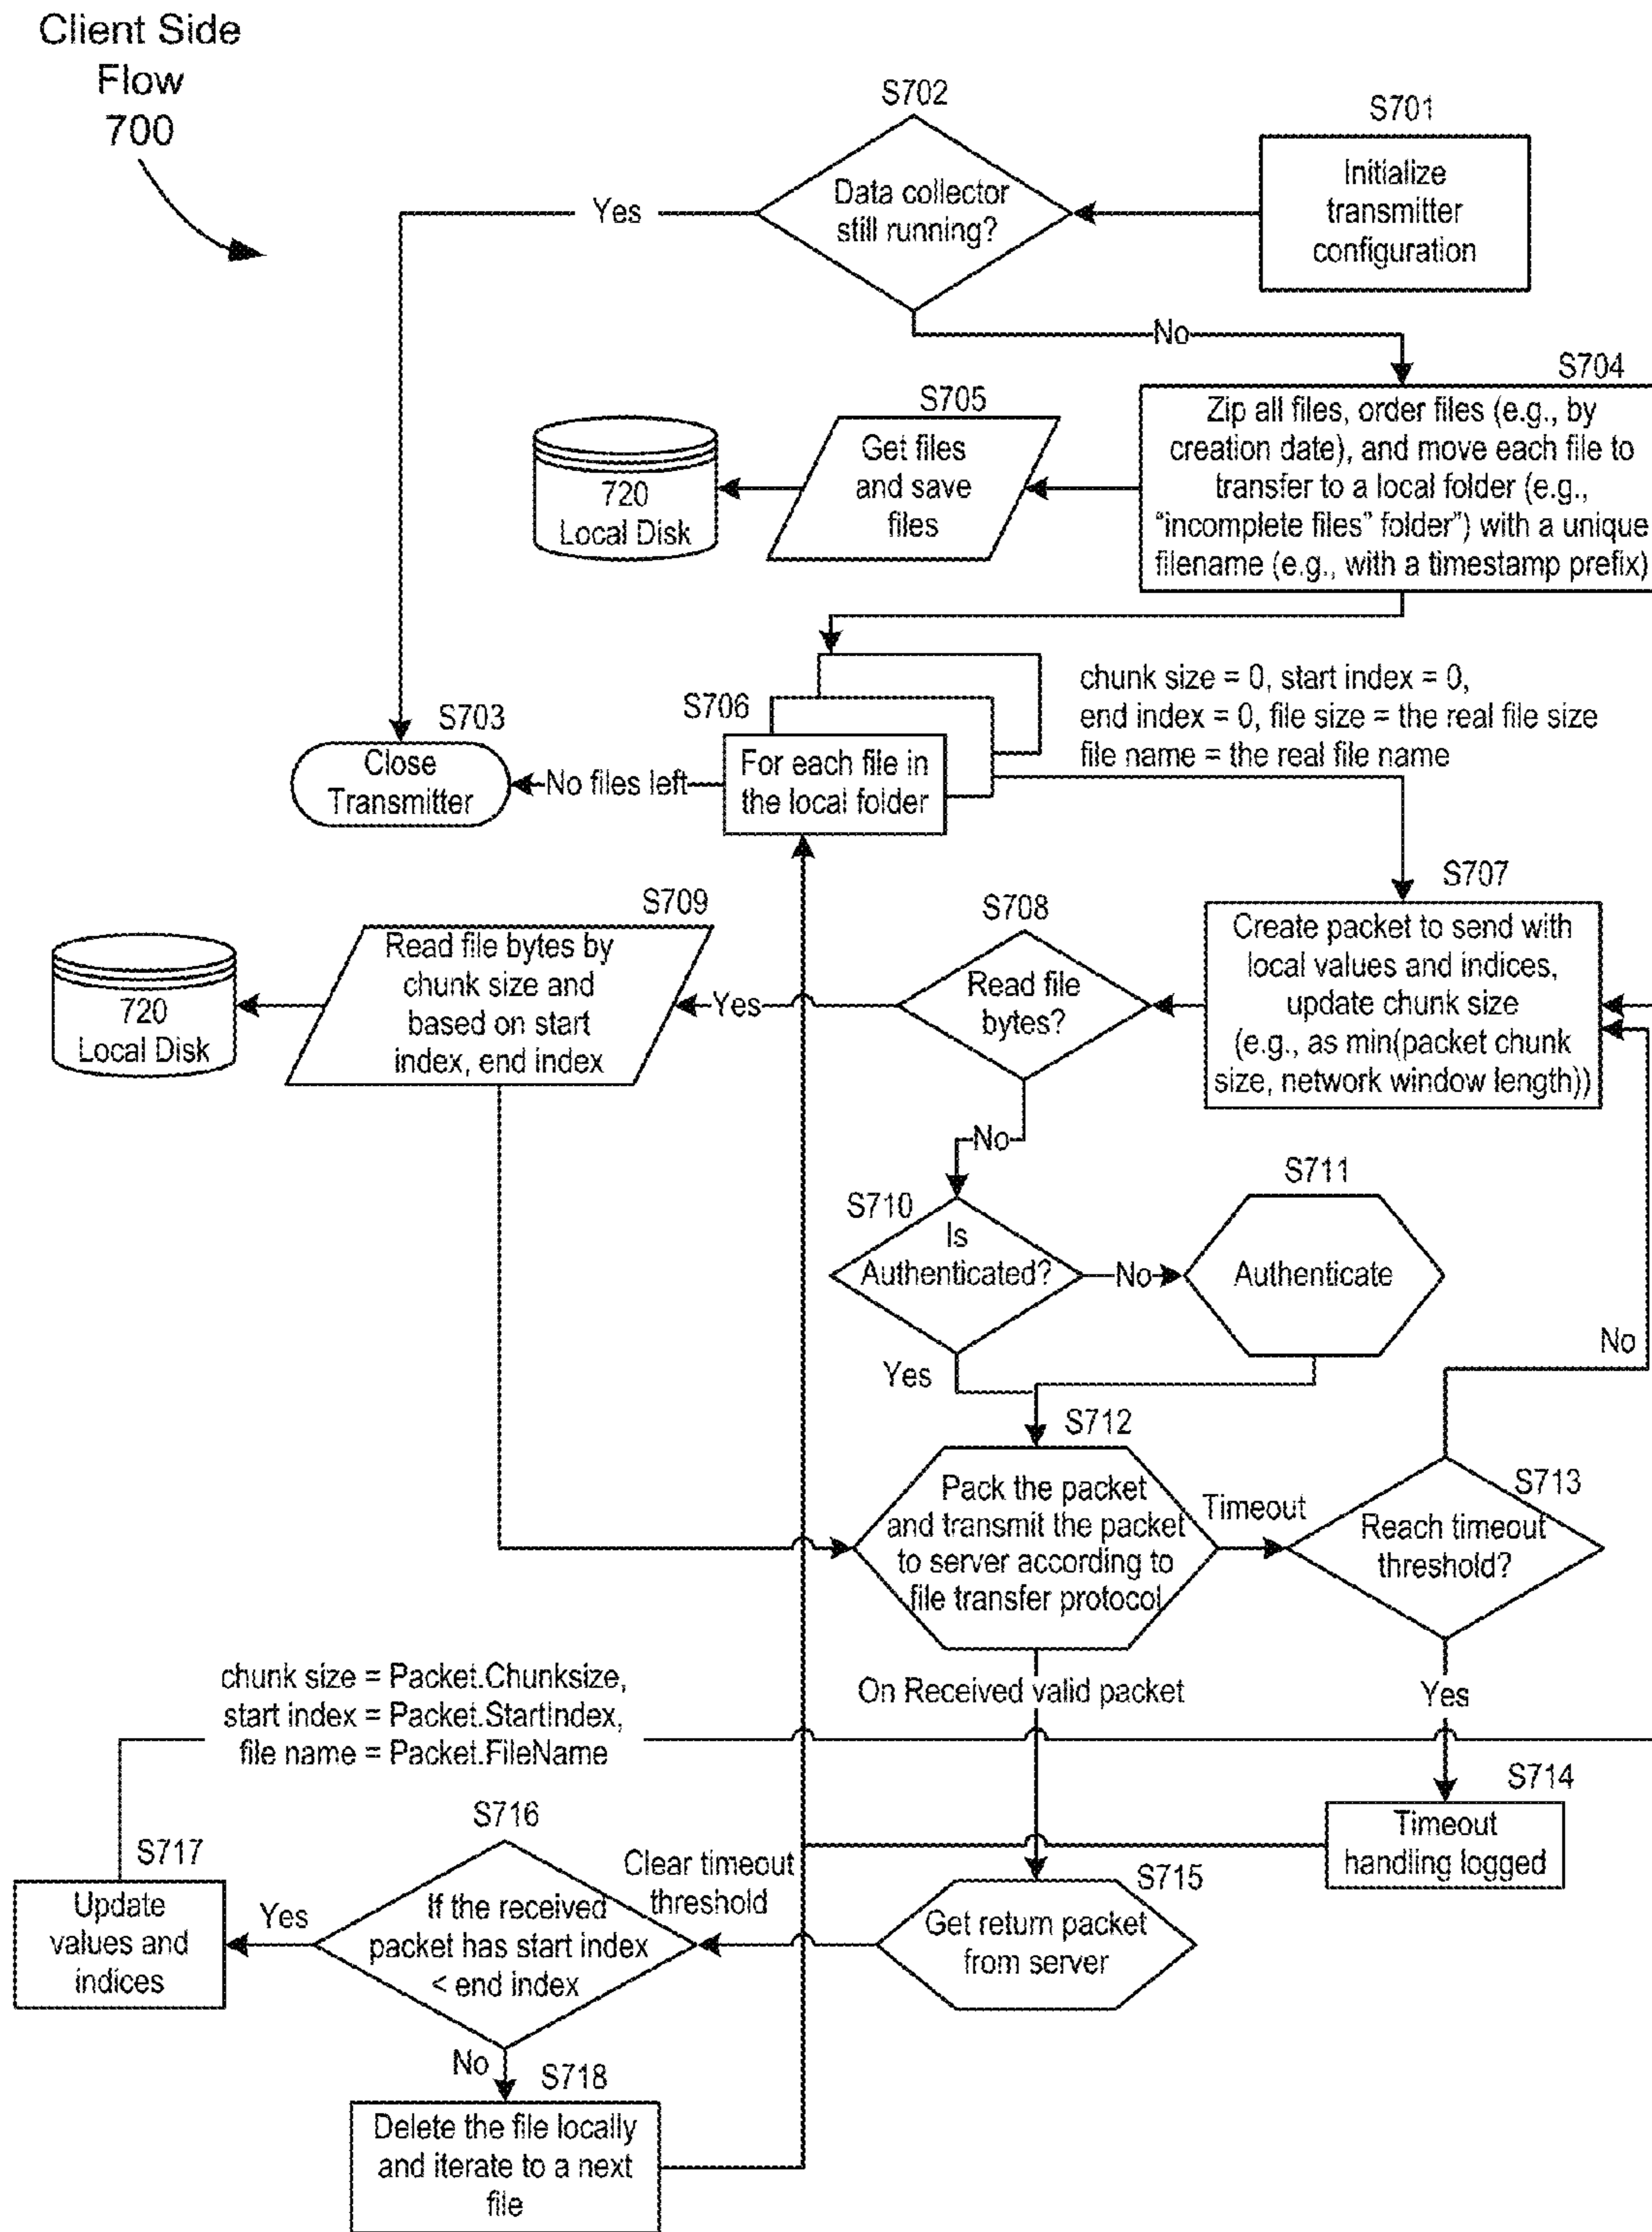 Client Side
Flow
700
S702
S701
Data collector
still running?
Initialize
transmitter
configuration
Yes
No
S704
Zip all files, order files (e.g., by
creation date), and move each file to
transfer to a local folder (e.g.,
“incomplete files” folder”) with a unique
filename (e.g., with a timestamp prefix)
S705
Get files
and save
files
720
Local Disk
chunk size = 0, start index = 0,
end index = 0, file size = the real file size
file name = the real file name
S706
For each file in
the local folder
No files left
S703
Close
Transmitter
S707
Create packet to send with
local values and indices,
update chunk size
(e.g., as min(packet chunk
size, network window length))
S708
Read file
bytes?
Yes
S709
Read file bytes by
chunk size and
based on start
index, end index
720
Local Disk
No
S710
Is
Authenticated?
No
S711
Authenticate
Yes
No
S712
Pack the packet
and transmit the packet
to server according to
file transfer protocol
Timeout
S713
Reach timeout
threshold?
On Received valid packet
Yes
chunk size = Packet.Chunksize,
start index = Packet.StartIndex,
file name = Packet.FileName
S714
Timeout
handling logged
S715
Get return packet
from server
Clear timeout
threshold
S716
If the received
packet has start index
< end index
Yes
S717
Update
values and
indices
No
S718
Delete the file locally
and iterate to a next
file